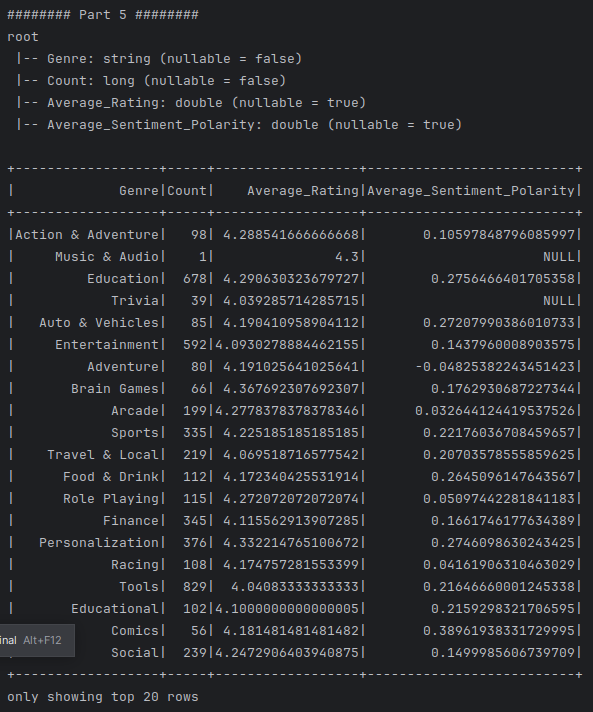 ######## Part 5 ########
root
 |-- Genre: string (nullable = false)
 |-- Count: long (nullable = false)
 |-- Average_Rating: double (nullable = true)
 |-- Average_Sentiment_Polarity: double (nullable = true)

+------------------+-----+------------------+--------------------------+
|             Genre|Count|    Average_Rating|Average_Sentiment_Polarity|
+------------------+-----+------------------+--------------------------+
|Action & Adventure|   98| 4.288541666666668|       0.10597848796085997|
|     Music & Audio|    1|               4.3|                      NULL|
|         Education|  678| 4.290630323679727|        0.2756466401705358|
|            Trivia|   39| 4.039285714285715|                      NULL|
|   Auto & Vehicles|   85| 4.190410958904112|       0.27207990386010733|
|     Entertainment|  592|4.0930278884462155|        0.1437960008903575|
|         Adventure|   80| 4.191025641025641|      -0.04825382243451423|
|       Brain Games|   66| 4.367692307692307|        0.1762930687227344|
|            Arcade|  199|4.2778378378378346|      0.032644124419537526|
|            Sports|  335| 4.225185185185185|       0.22176036708459657|
|    Travel & Local|  219| 4.069518716577542|       0.20703578555859625|
|      Food & Drink|  112| 4.172340425531914|        0.2645096147643567|
|      Role Playing|  115| 4.272072072072074|       0.05097442281841183|
|           Finance|  345| 4.115562913907285|        0.1661746177634389|
|   Personalization|  376| 4.332214765100672|        0.2746098630243425|
|            Racing|  108| 4.174757281553399|       0.04161906310463029|
|             Tools|  829|  4.04083333333333|       0.21646660001245338|
|       Educational|  102|4.1000000000000005|        0.2159298321706595|
inal Alt+F12 Comics|   56| 4.181481481481482|       0.38961938331729995|
|            Social|  239|4.2472906403940875|        0.1499985606739709|
+------------------+-----+------------------+--------------------------+
only showing top 20 rows